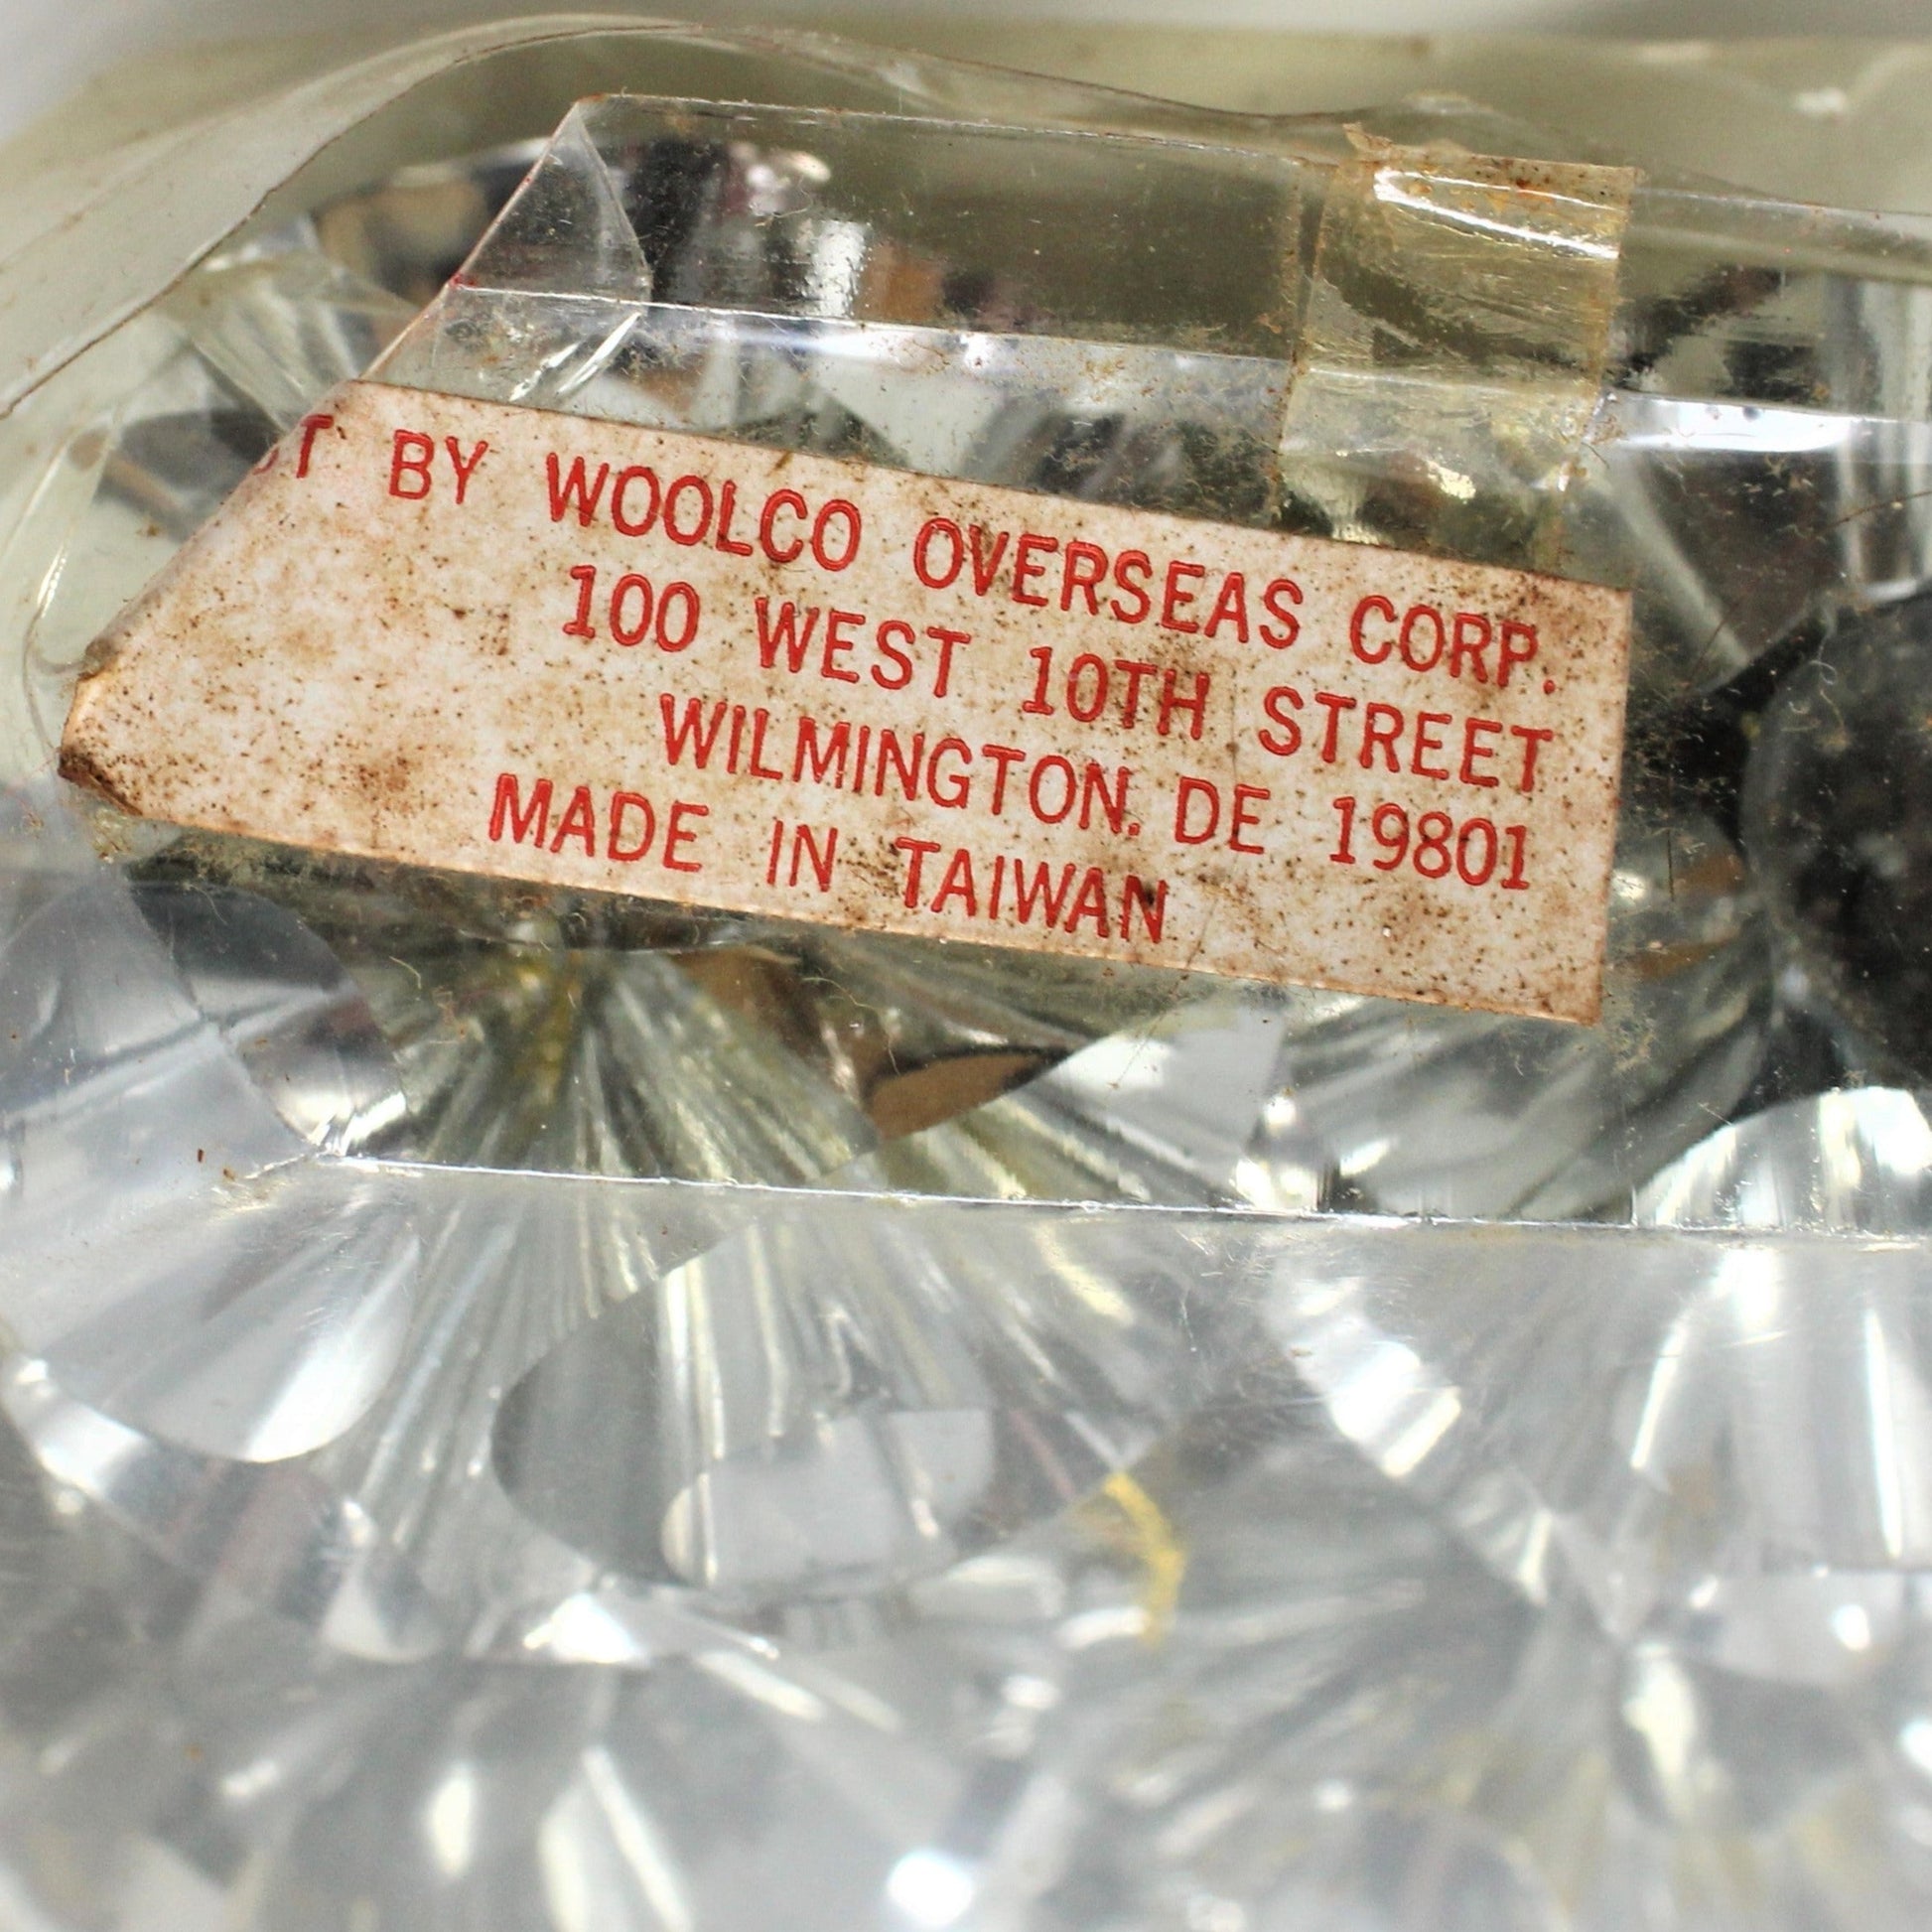 BY WOOLCO OVERSEAS CORP.
100 WEST 10TH STREET
WILMINGTON, DE 19801
MADE IN TAIWAN